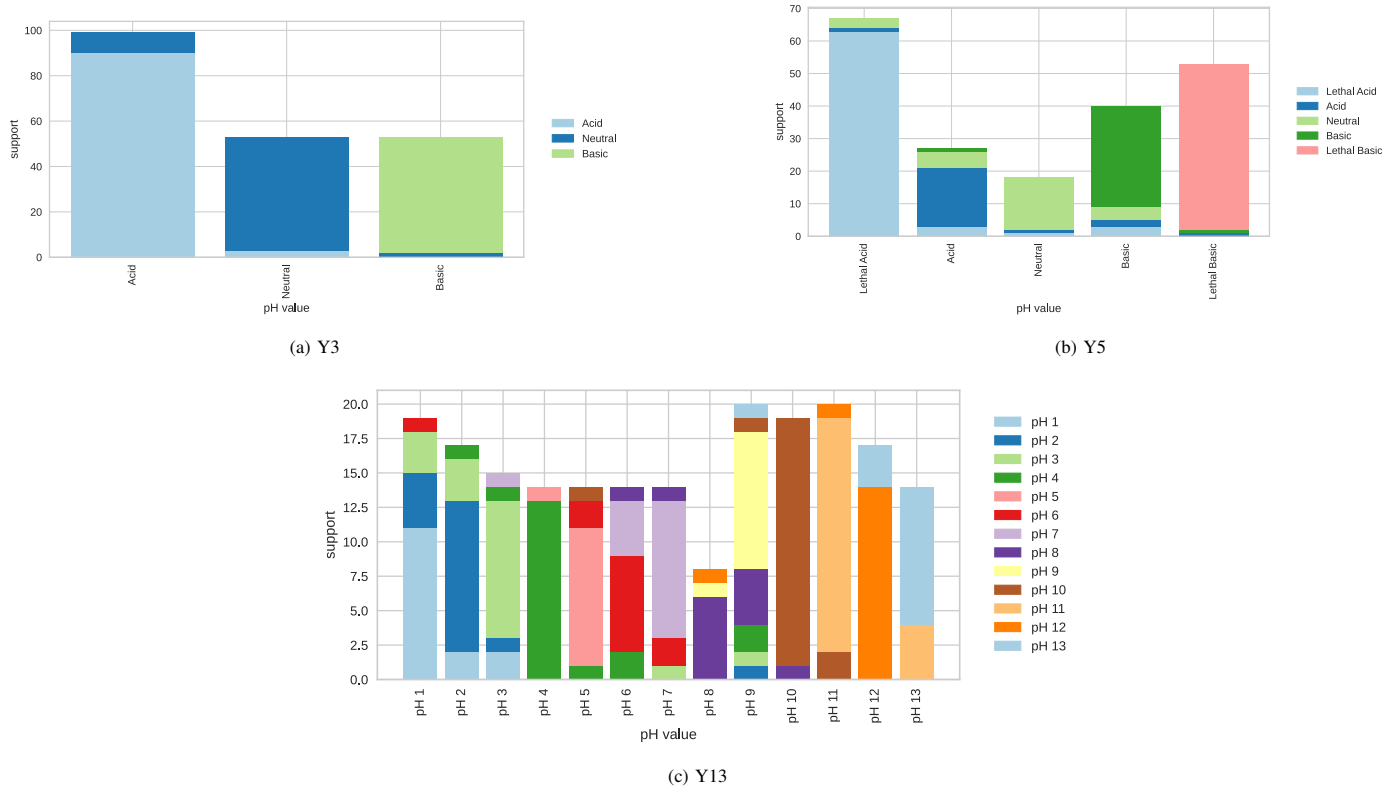 100
80
60
40
20
0
support
Acid
Neutral
Basic
pH value
Acid
Neutral
Basic
(a) Y3
70
60
50
40
30
20
10
0
support
Lethal Acid
Acid
Neutral
Basic
Lethal Basic
pH value
Lethal Acid
Acid
Neutral
Basic
Lethal Basic
(b) Y5
20.0
17.5
15.0
12.5
10.0
7.5
5.0
2.5
0.0
support
pH 1
pH 2
pH 3
pH 4
pH 5
pH 6
pH 7
pH 8
pH 9
pH 10
pH 11
pH 12
pH 13
pH value
pH 1
pH 2
pH 3
pH 4
pH 5
pH 6
pH 7
pH 8
pH 9
pH 10
pH 11
pH 12
pH 13
(c) Y13